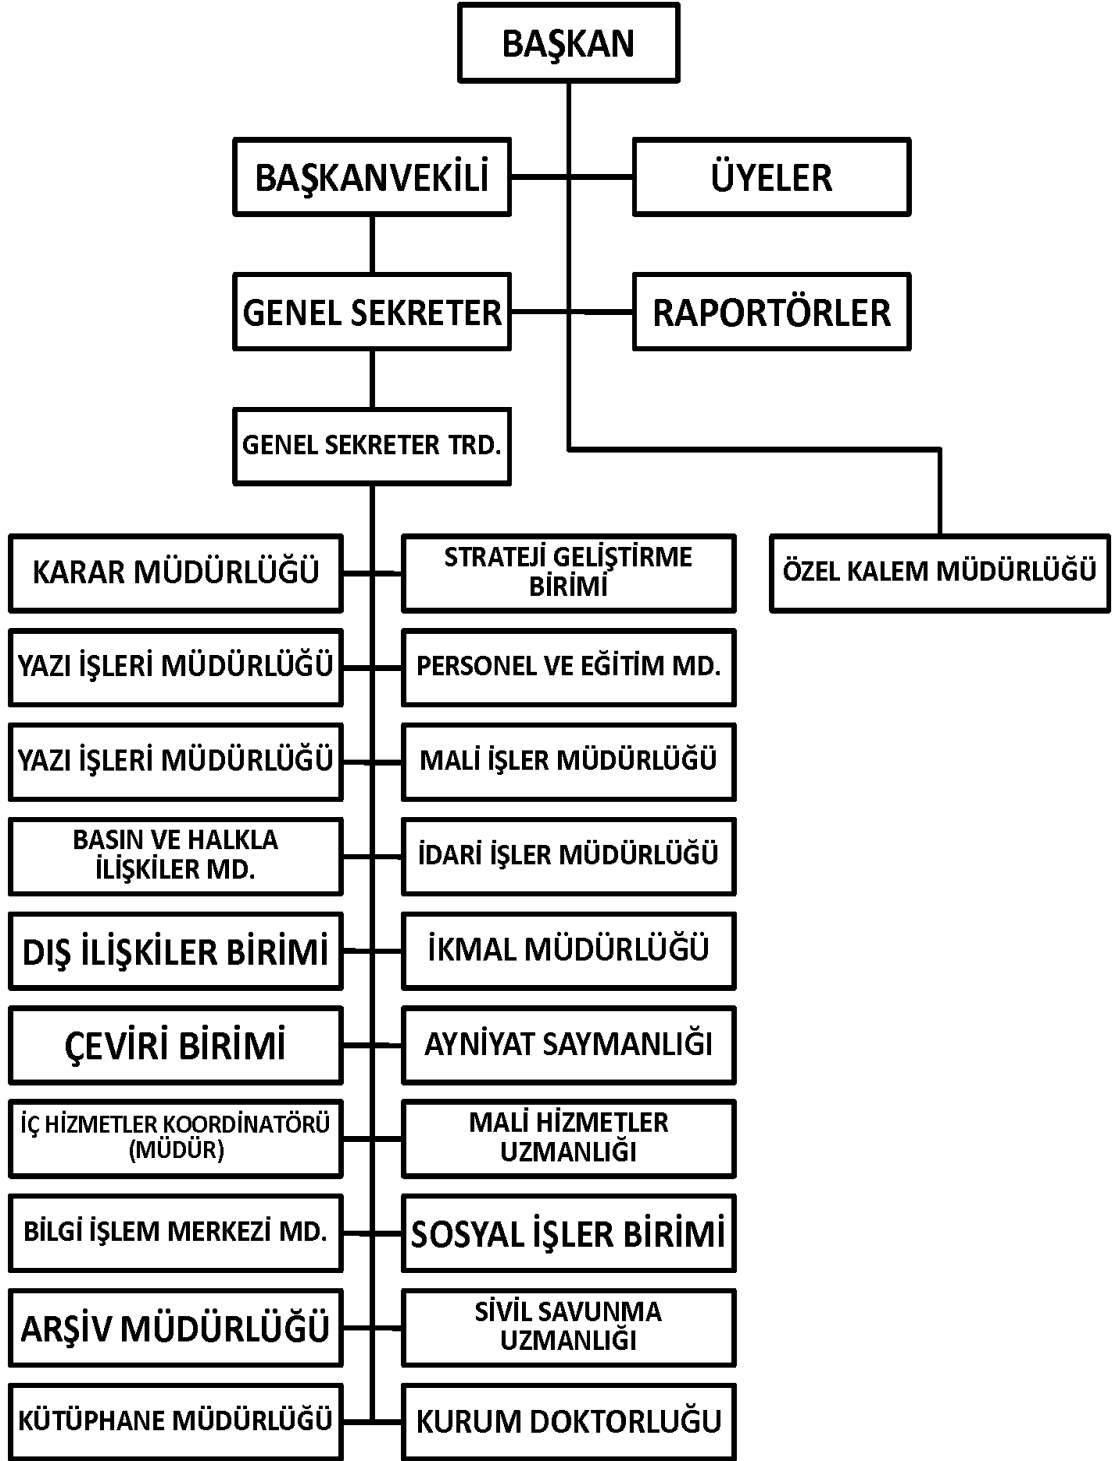 BAŞKAN
BAŞKANVEKİLİ
ÜYELER
GENEL SEKRETER
RAPORTÖRLER
GENEL SEKRETER TRD.
KARAR MÜDÜRLÜĞÜ
STRATEJİ GELİŞTİRME
BİRİMİ
ÖZEL KALEM MÜDÜRLÜĞÜ
YAZI İŞLERİ MÜDÜRLÜĞÜ
PERSONEL VE EĞİTİM MD.
YAZI İŞLERİ MÜDÜRLÜĞÜ
MALİ İŞLER MÜDÜRLÜĞÜ
BASIN VE HALKLA
İLİŞKİLER MD.
İDARİ İŞLER MÜDÜRLÜĞÜ
DIŞ İLİŞKİLER BİRİMİ
İKMAL MÜDÜRLÜĞÜ
ÇEVİRİ BİRİMİ
AYNİYAT SAYMANLIĞI
İÇ HİZMETLER KOORDİNATÖRÜ
(MÜDÜR)
MALİ HİZMETLER
UZMANLIĞI
BİLGİ İŞLEM MERKEZİ MD.
SOSYAL İŞLER BİRİMİ
ARŞİV MÜDÜRLÜĞÜ
SİVİL SAVUNMA
UZMANLIĞI
KÜTÜPHANE MÜDÜRLÜĞÜ
KURUM DOKTORLUĞU